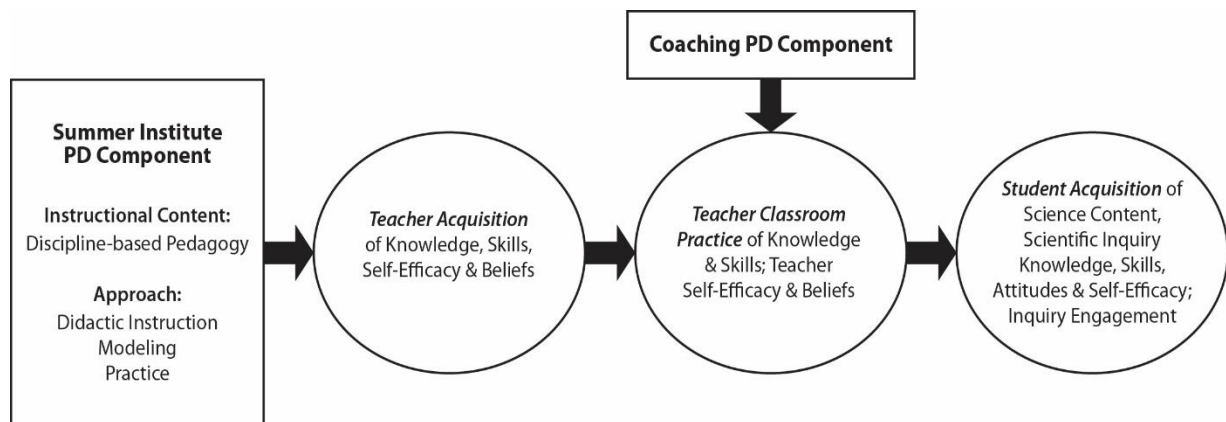 Coaching PD Component
Summer Institute
PD Component
Instructional Content:
Discipline-based Pedagogy
Approach:
Didactic Instruction
Modeling
Practice
Teacher Acquisition
of Knowledge, Skills,
Self-Efficacy & Beliefs
Teacher Classroom
Practice of Knowledge
& Skills; Teacher
Self-Efficacy & Beliefs
Student Acquisition of
Science Content,
Scientific Inquiry
Knowledge, Skills,
Attitudes & Self-Efficacy;
Inquiry Engagement